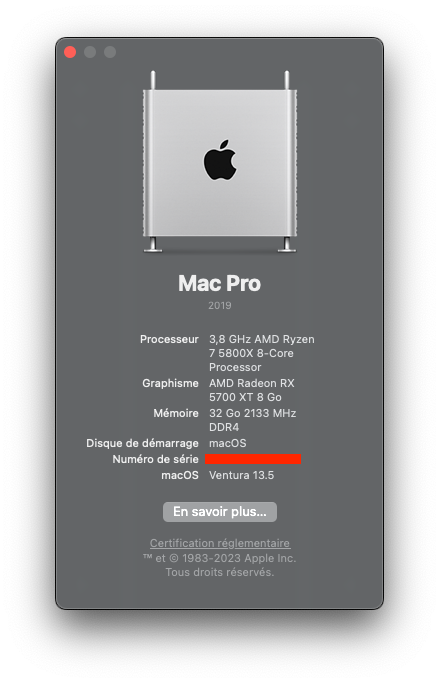 Mac Pro
2019
Processeur 3,8 GHz AMD Ryzen
7 5800X 8-Core
Processor
Graphisme AMD Radeon RX
5700 XT 8 Go
Mémoire 32 Go 2133 MHz
DDR4
Disque de démarrage macOS
Numéro de série
macOS Ventura 13.5
En savoir plus...
Certification réglementaire
™ et © 1983-2023 Apple Inc.
Tous droits réservés.